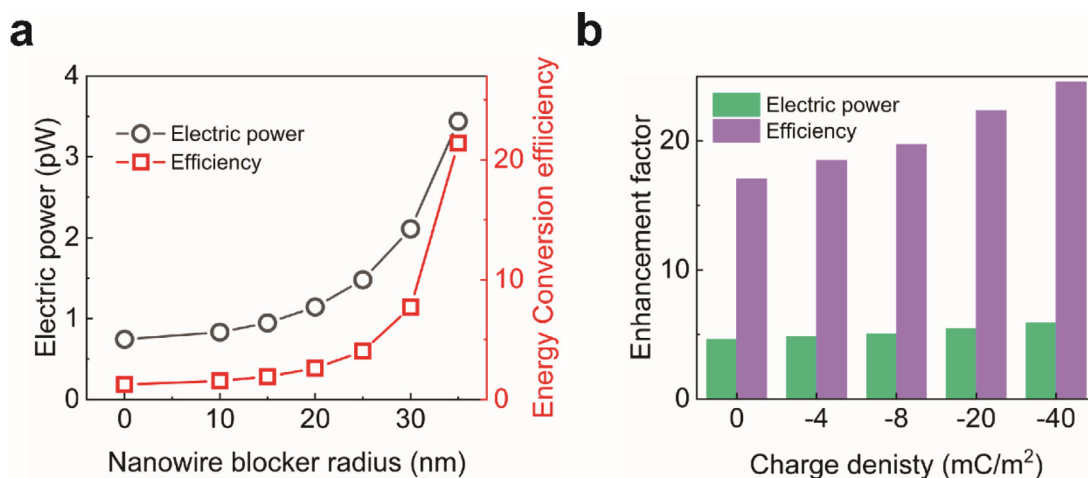 a
Electric power (pW)
4
3
2
1
0
Electric power
Efficiency
20
10
0
Energy Conversion effiiciency
0 10 20 30
Nanowire blocker radius (nm)
b
Enhancement factor
20
10
0
Electric power
Efficiency
0 -4 -8 -20 -40
Charge denisty (mC/m²)